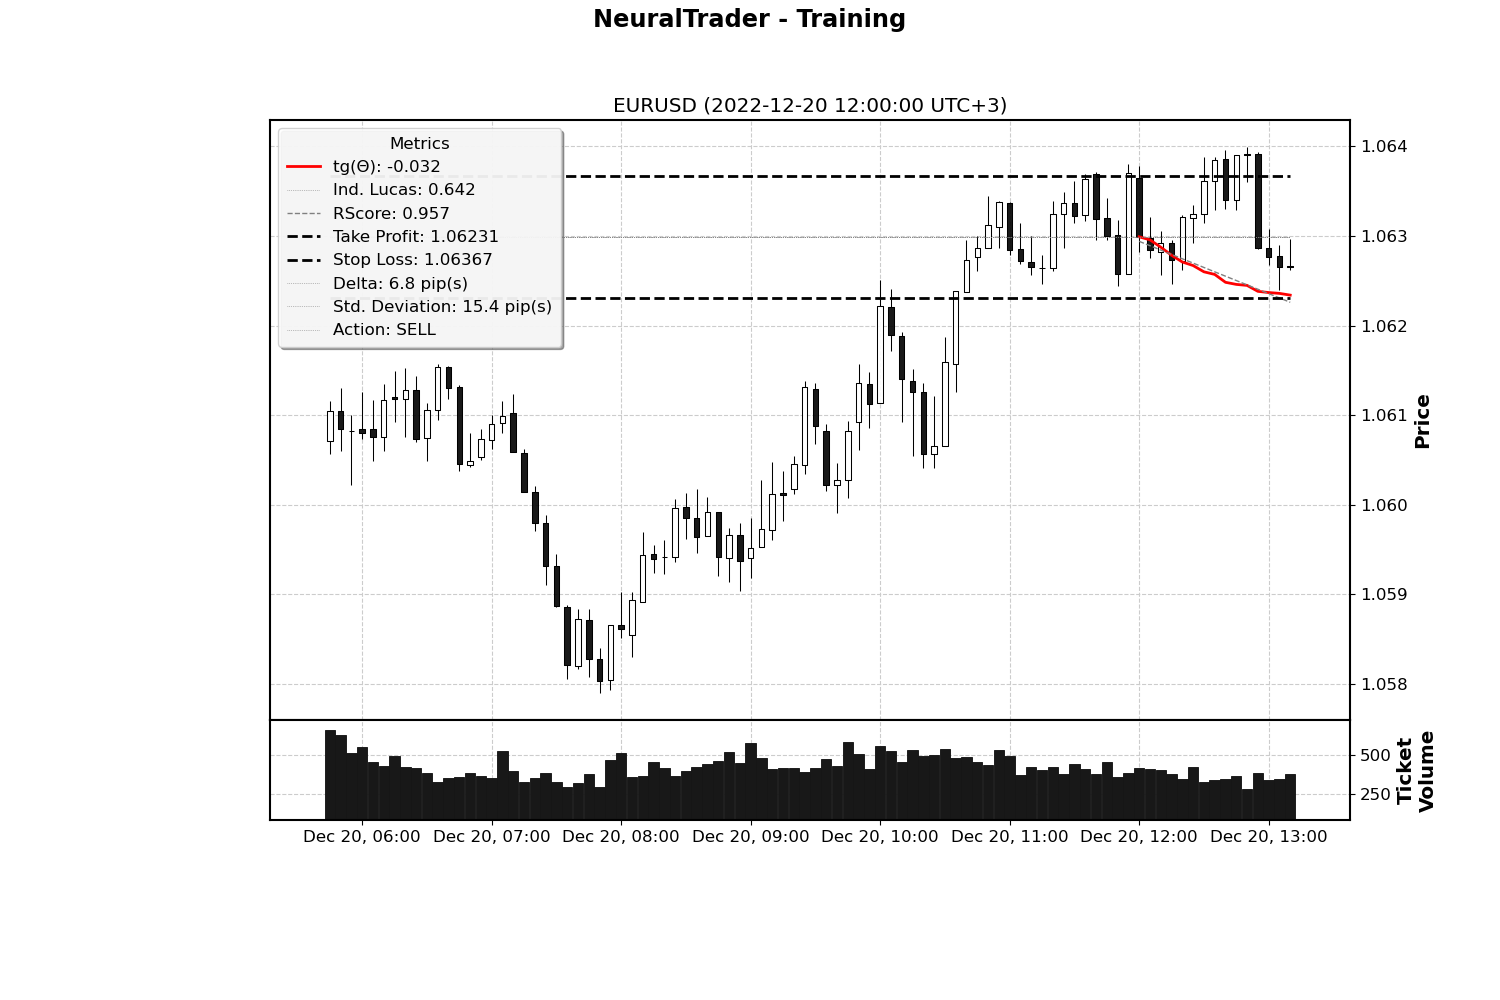 NeuralTrader - Training
EURUSD (2022-12-20 12:00:00 UTC+3)
Metrics
tg(Θ): -0.032
Ind. Lucas: 0.642
RScore: 0.957
Take Profit: 1.06231
Stop Loss: 1.06367
Delta: 6.8 pip(s)
Std. Deviation: 15.4 pip(s)
Action: SELL
1.064
1.063
1.062
1.061
1.060
1.059
1.058
Price
500
250
Ticket
Volume
Dec 20, 06:00 Dec 20, 07:00 Dec 20, 08:00 Dec 20, 09:00 Dec 20, 10:00 Dec 20, 11:00 Dec 20, 12:00 Dec 20, 13:00